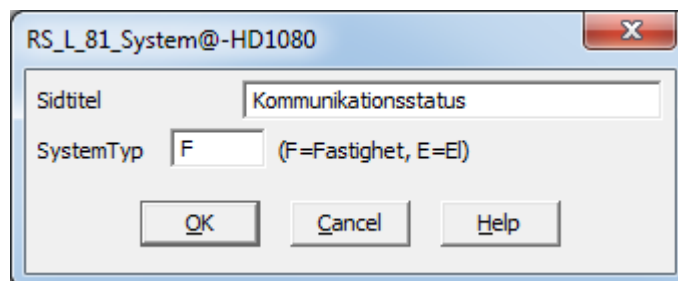 RS_L_81_System@-HD1080
Sidtitel Kommunikationsstatus
SystemTyp F (F=Fastighet, E=El)
OK Cancel Help